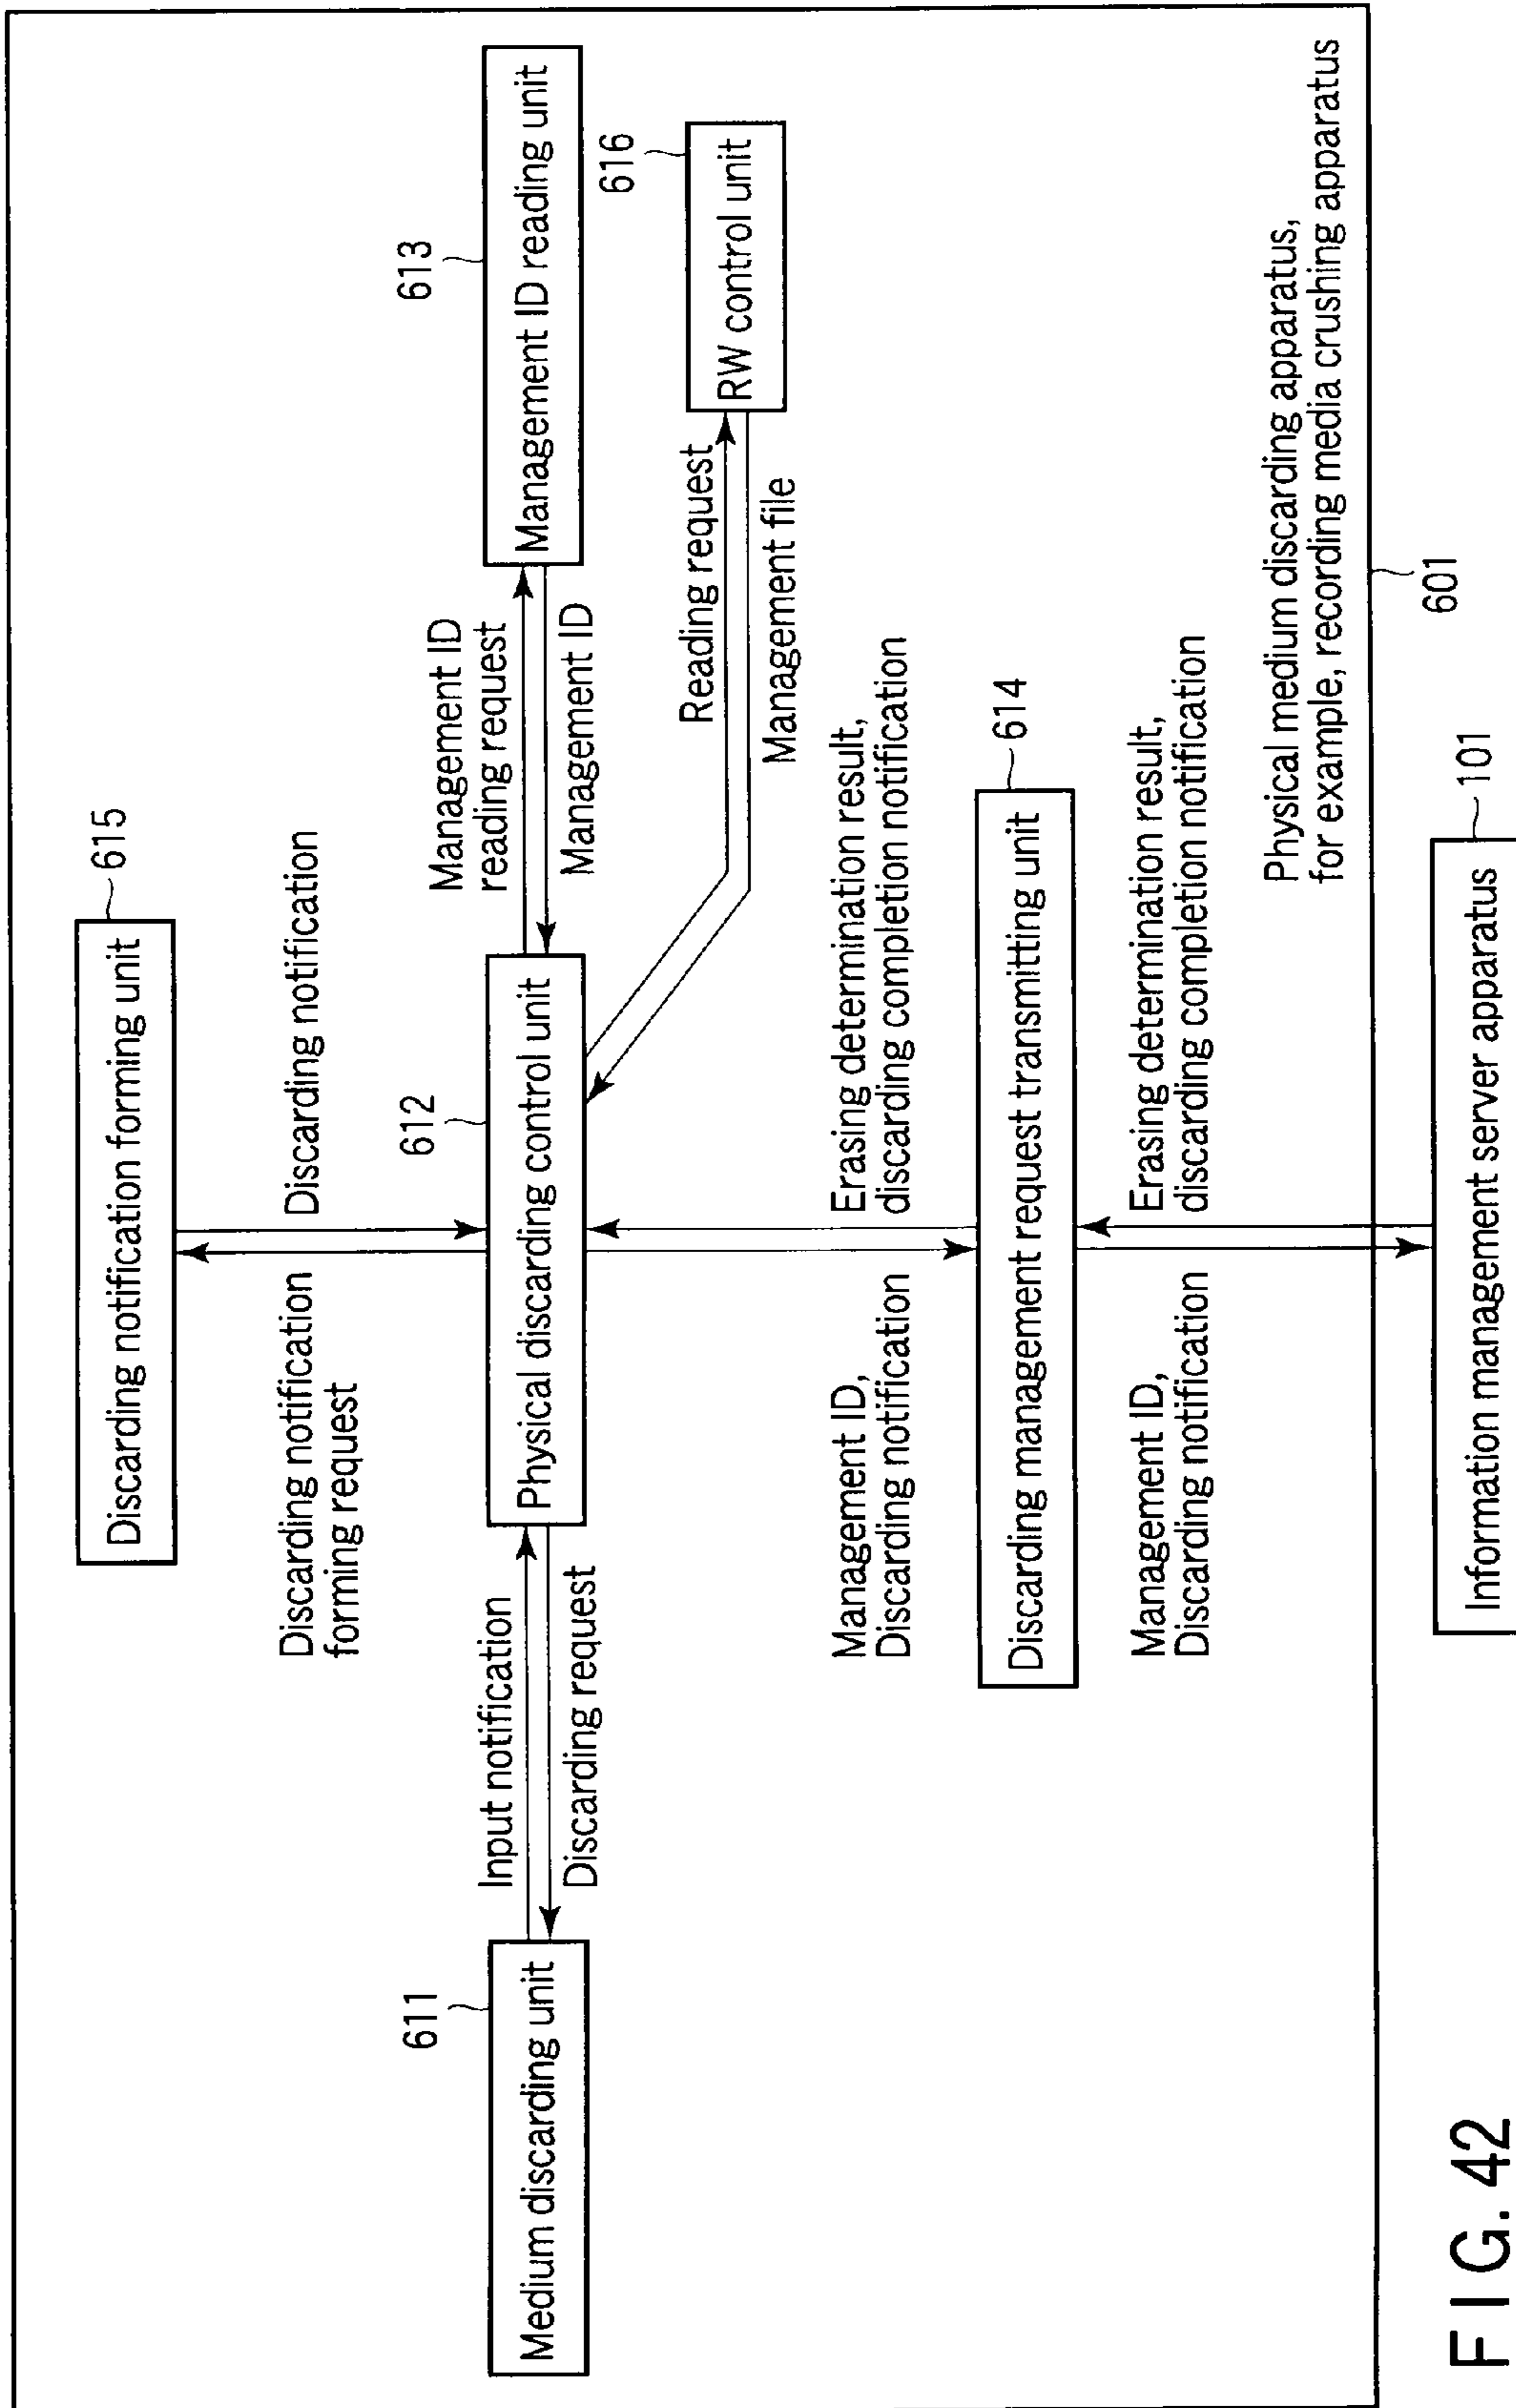 615
Discarding notification forming unit
Discarding notification
forming request
Discarding notification
611
Medium discarding unit
Input notification
Discarding request
612
Physical discarding control unit
Management ID
reading request
Management ID
613
Management ID reading unit
616
RW control unit
Reading request
Management file
Management ID,
Discarding notification
Erasing determination result,
discarding completion notification
614
Discarding management request transmitting unit
Management ID,
Discarding notification
Erasing determination result,
discarding completion notification
Physical medium discarding apparatus,
for example, recording media crushing apparatus
601
101
Information management server apparatus
FIG. 42